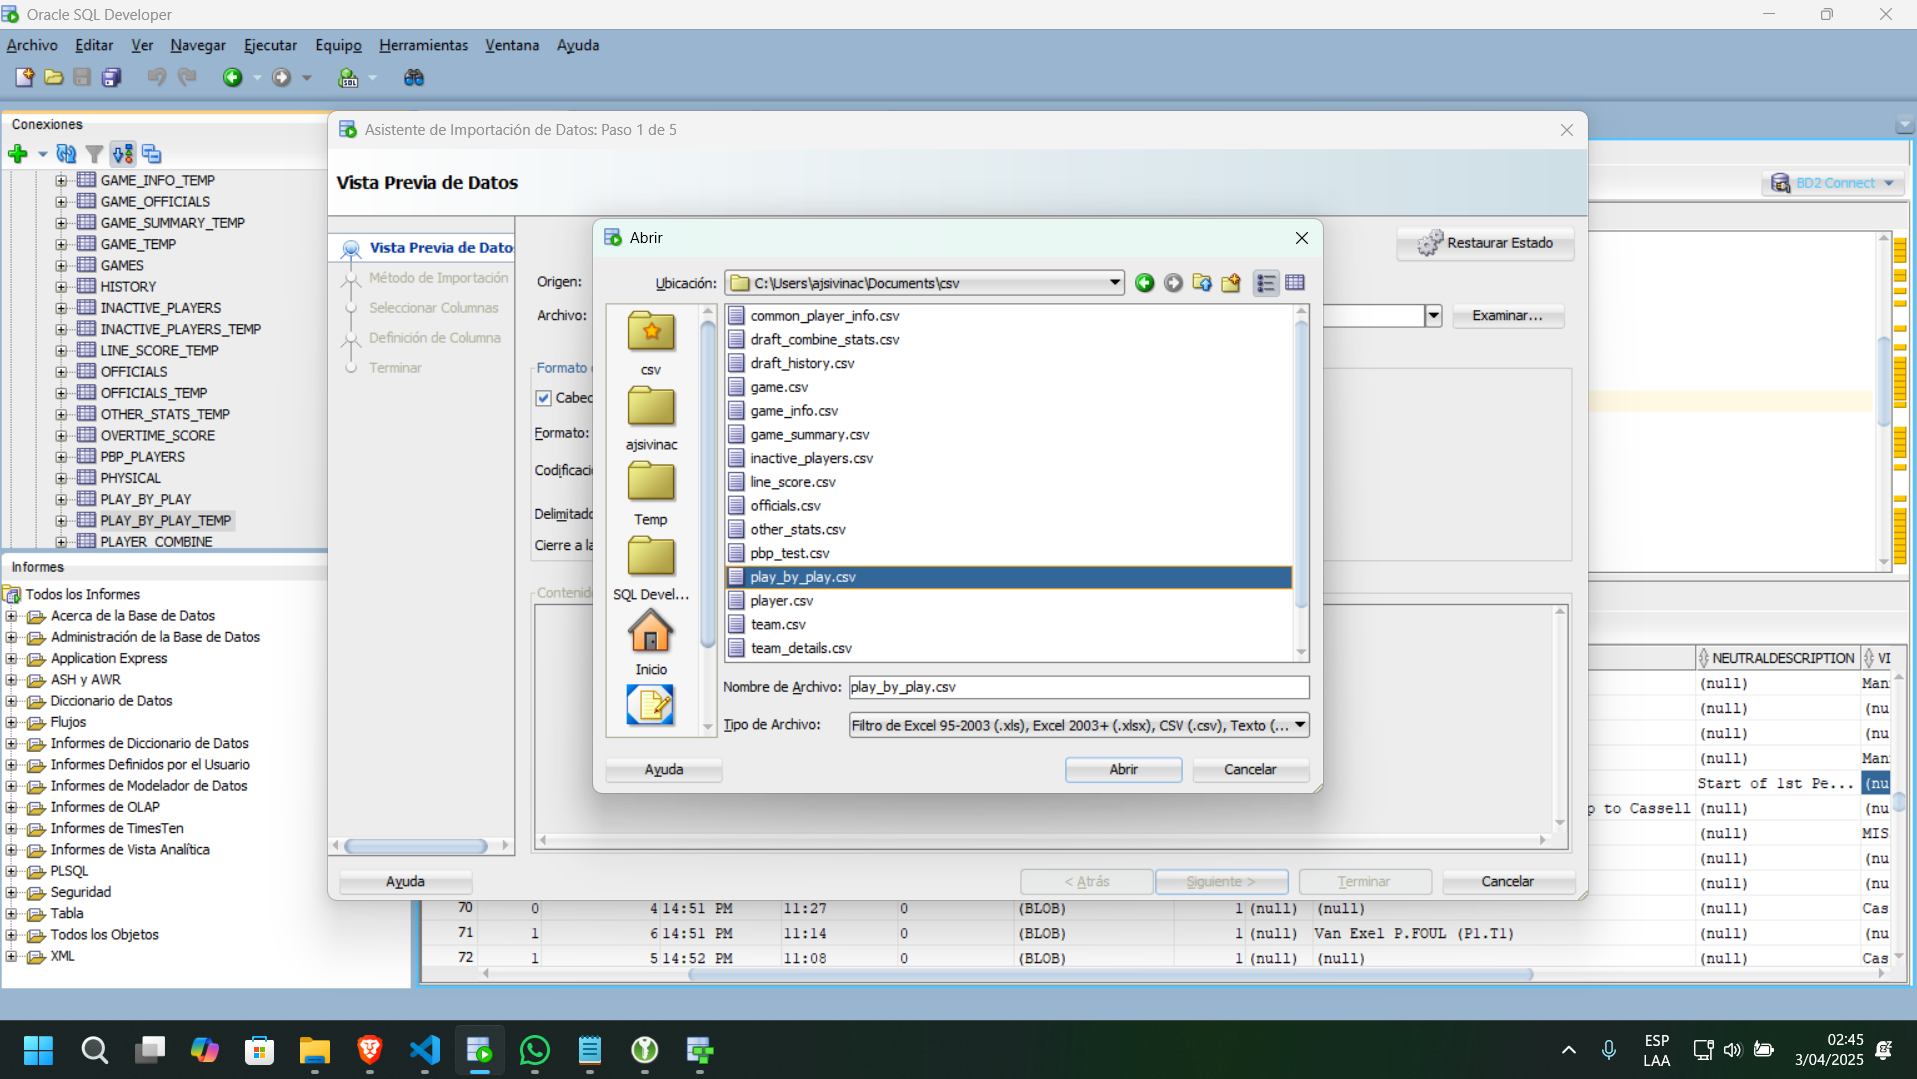 Oracle SQL Developer
Archivo Editar Ver Navegar Ejecutar Equipo Herramientas Ventana Ayuda
Conexiones
GAME_INFO_TEMP
GAME_OFFICIALS
GAME_SUMMARY_TEMP
GAME_TEMP
GAMES
HISTORY
INACTIVE_PLAYERS
INACTIVE_PLAYERS_TEMP
LINE_SCORE_TEMP
OFFICIALS
OFFICIALS_TEMP
OTHER_STATS_TEMP
OVERTIME_SCORE
PBP_PLAYERS
PHYSICAL
PLAY_BY_PLAY
PLAY_BY_PLAY_TEMP
PLAYER_COMBINE
Informes
Todos los Informes
Acerca de la Base de Datos
Administración de la Base de Datos
Application Express
ASH y AWR
Diccionario de Datos
Flujos
Informes de Diccionario de Datos
Informes Definidos por el Usuario
Informes de Modelador de Datos
Informes de OLAP
Informes de TimesTen
Informes de Vista Analítica
PLSQL
Seguridad
Tabla
Todos los Objetos
XML
Asistente de Importación de Datos: Paso 1 de 5
Vista Previa de Datos
Vista Previa de Dato
Método de Importación
Seleccionar Columnas
Definición de Columna
Terminar
Origen:
Archivo:
Examinar...
Restaurar Estado
Formato
Cabec
Formato:
Codificaci
Delimitado
Cierre a la
Contenid
Abrir
Ubicación: C:\Users\ajsivinac\Documents\csv
csv
ajsivinac
Temp
SQL Devel...
Inicio
common_player_info.csv
draft_combine_stats.csv
draft_history.csv
game.csv
game_info.csv
game_summary.csv
inactive_players.csv
line_score.csv
officials.csv
other_stats.csv
pbp_test.csv
play_by_play.csv
player.csv
team.csv
team_details.csv
Nombre de Archivo: play_by_play.csv
Tipo de Archivo: Filtro de Excel 95-2003 (.xls), Excel 2003+ (.xlsx), CSV (.csv), Texto (...
Ayuda Abrir Cancelar
Ayuda < Atrás Siguiente > Terminar Cancelar
BD2 Connect
NEUTRALDESCRIPTION VI
(null) Man
(null) (nu
(null) (nu
(null) Man
Start of 1st Pe... (nu
p to Cassell (null) (nu
(null) MIS
(null) (nu
(null) (nu
70 0 4 14:51 PM 11:27 0 (BLOB) 1 (null) (null) (null) Cas
71 1 6 14:51 PM 11:14 0 (BLOB) 1 (null) Van Exel P.FOUL (P1.T1) (null) (nu
72 1 5 14:52 PM 11:08 0 (BLOB) 1 (null) (null) (null) Cas
ESP
LAA
02:45
3/04/2025